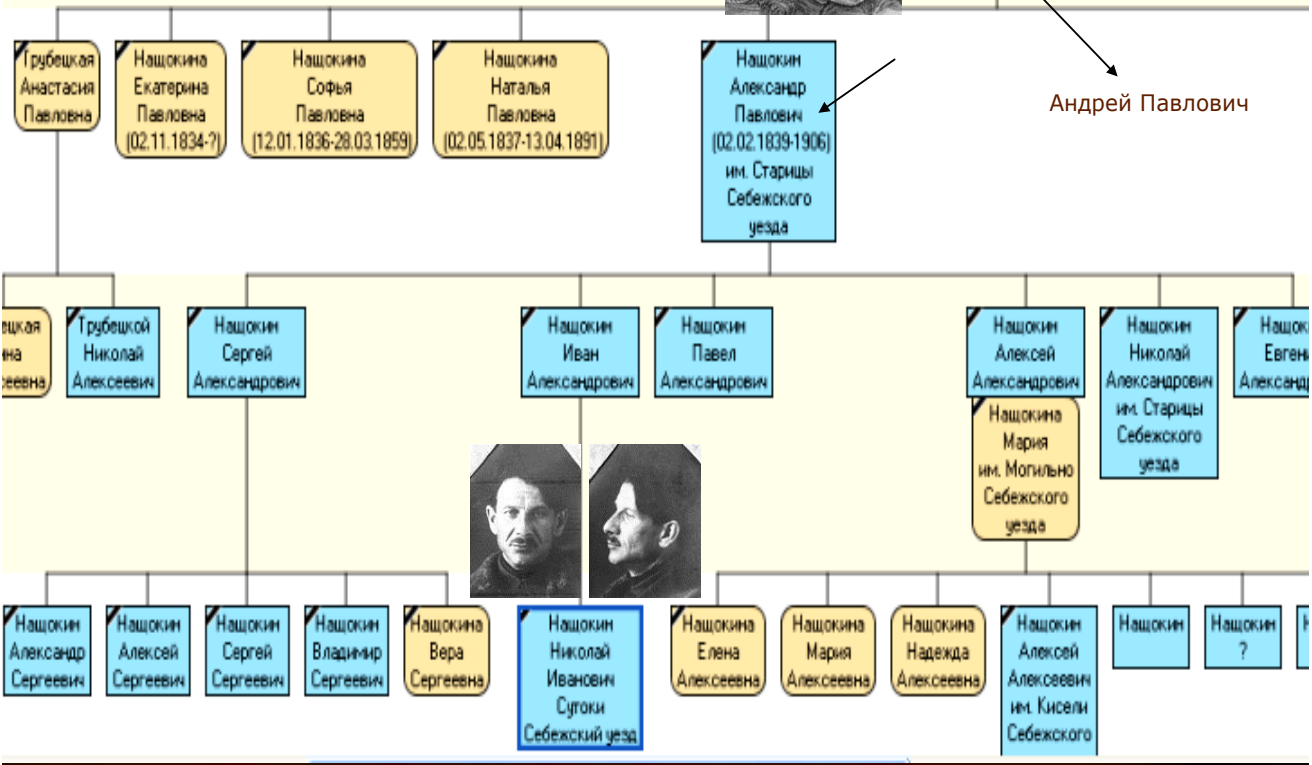 Трубецкая
Анастасия
Павловна
Нащокина
Екатерина
Павловна
(02.11.1834-?)
Нащокина
Софья
Павловна
(12.01.1836-28.03.1859)
Нащокина
Наталья
Павловна
(02.05.1837-13.04.1891)
Нащокин
Александр
Павлович
(02.02.1839-1906)
им. Старицы
Себежского
уезда
Андрей Павлович
Трубецкой
Николай
Алексеевич
Нащокин
Сергей
Александрович
Нащокин
Иван
Александрович
Нащокин
Павел
Александрович
Нащокин
Алексей
Александрович
Нащокина
Мария
им. Могильно
Себежского
уезда
Нащокин
Николай
Александрович
им. Старицы
Себежского
уезда
Нащокин
Александр
Сергеевич
Нащокин
Алексей
Сергеевич
Нащокин
Сергей
Сергеевич
Нащокин
Владимир
Сергеевич
Нащокина
Вера
Сергеевна
Нащокин
Николай
Иванович
Сутоки
Себежский уезд
Нащокина
Елена
Алексеевна
Нащокина
Мария
Алексеевна
Нащокина
Надежда
Алексеевна
Нащокин
Алексей
Алексеевич
им. Кисели
Себежского
Нащокин
Нащокин
?